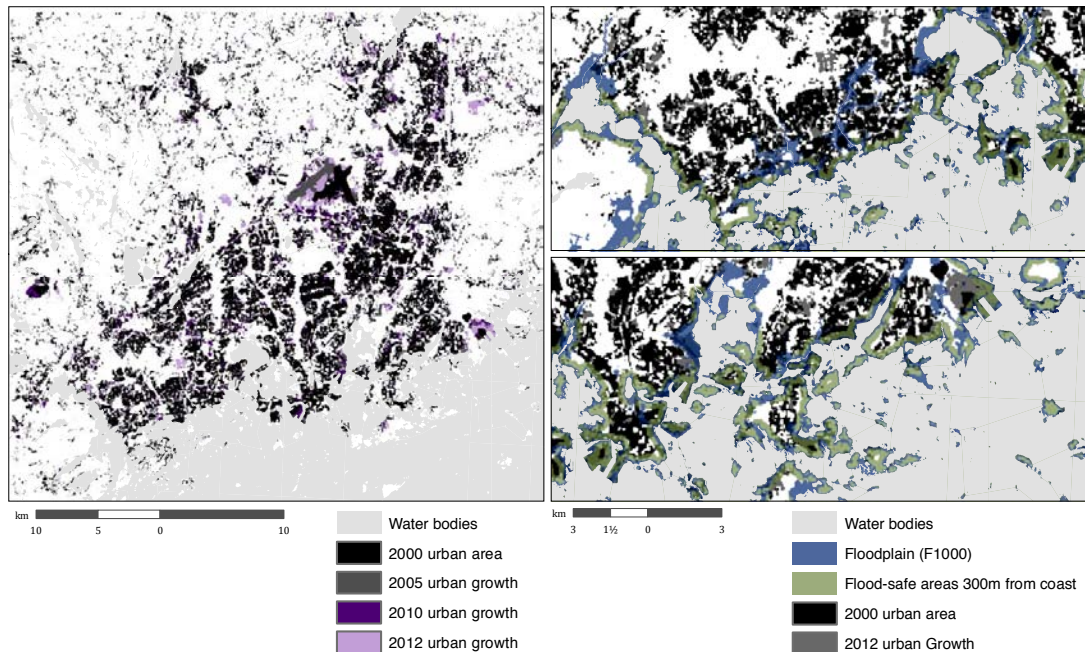 km
10 5 0 10
Water bodies
2000 urban area
2005 urban growth
2010 urban growth
2012 urban growth
km
3 1½ 0 3
Water bodies
Floodplain (F1000)
Flood-safe areas 300m from coast
2000 urban area
2012 urban Growth